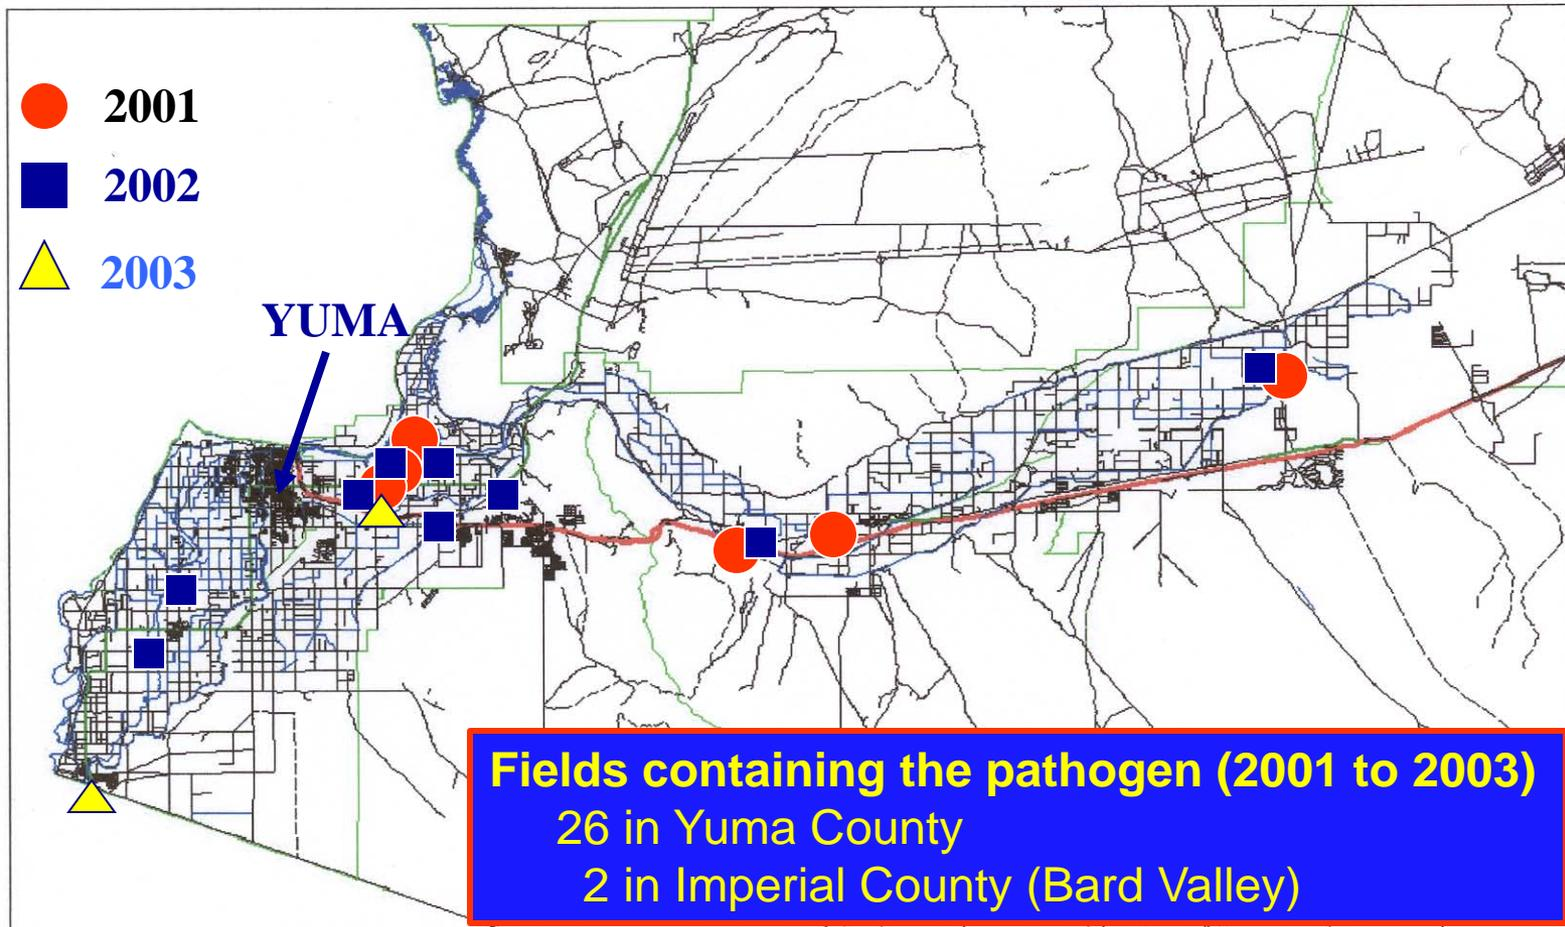 2001
2002
2003
YUMA
Fields containing the pathogen (2001 to 2003)
26 in Yuma County
2 in Imperial County (Bard Valley)